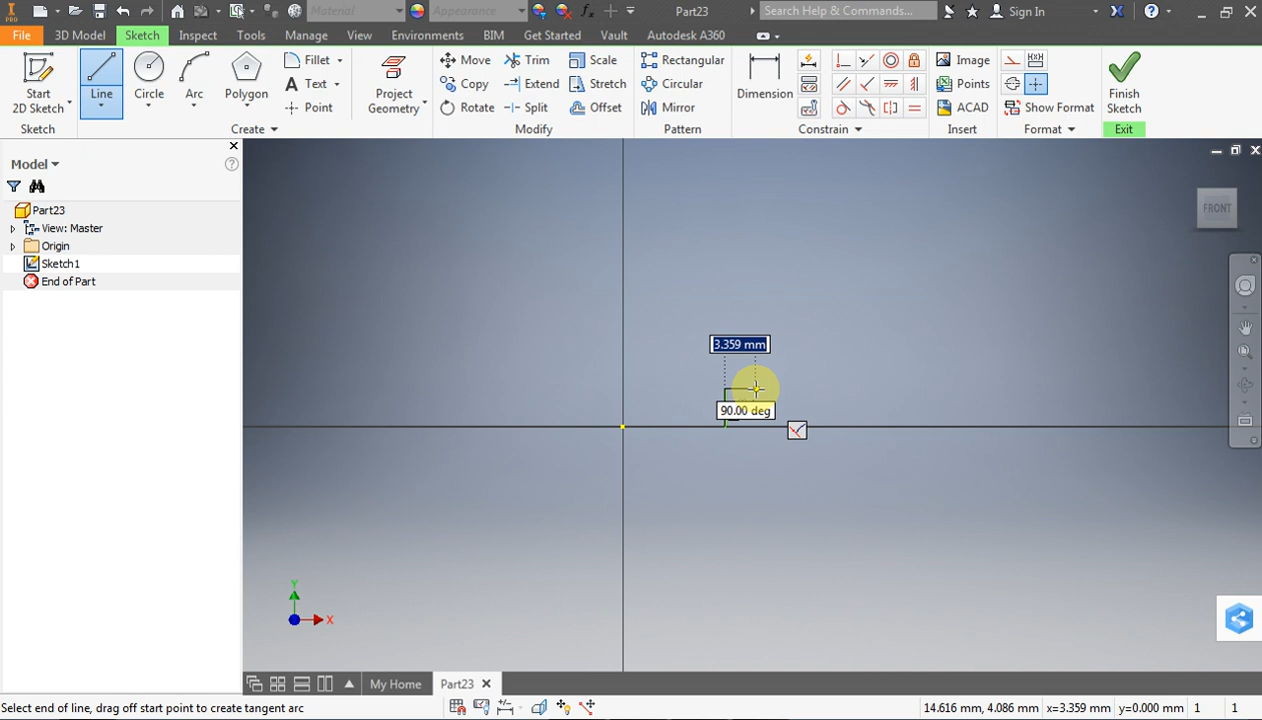 PRO
Material
Appearance
fx
Part23
Search Help & Commands...
Sign In
File
3D Model
Sketch
Inspect
Tools
Manage
View
Environments
BIM
Get Started
Vault
Autodesk A360
Start
2D Sketch
Line
Circle
Arc
Polygon
Fillet
Text
Point
Project
Geometry
Move
Copy
Rotate
Trim
Extend
Split
Scale
Stretch
Offset
Rectangular
Circular
Mirror
Dimension
Image
Points
ACAD
Show Format
Finish
Sketch
Sketch
Create
Modify
Pattern
Constrain
Insert
Format
Exit
Model
Part23
View: Master
Origin
Sketch1
End of Part
FRONT
3.359 mm
90.00 deg
Y
X
My Home
Part23
Select end of line, drag off start point to create tangent arc
14.616 mm, 4.086 mm
x=3.359 mm
y=0.000 mm
1
1